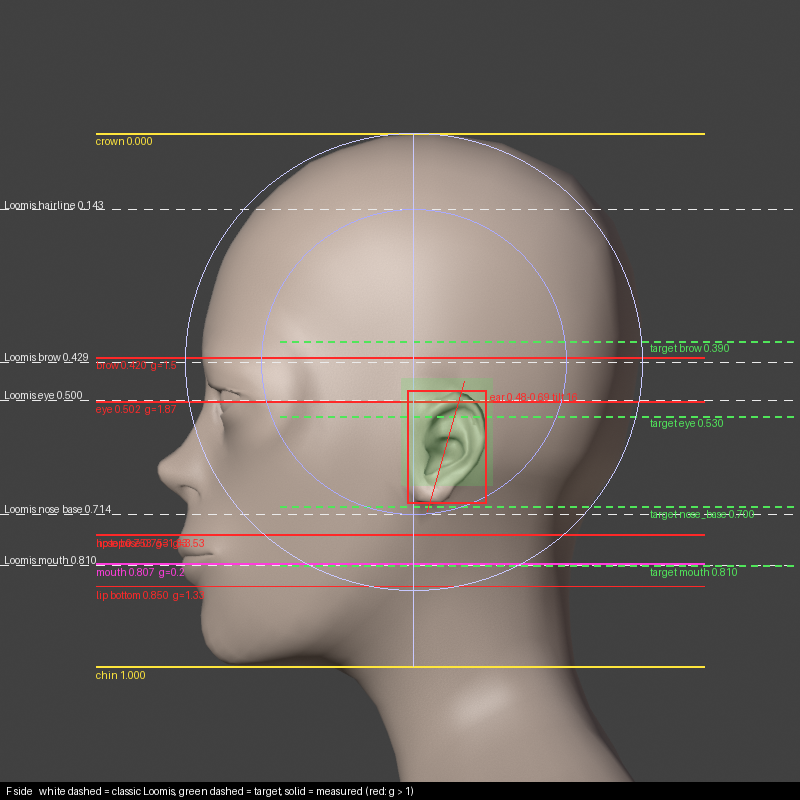 crown 0.000
Loomis hairline 0.143
target brow 0.390
Loomis brow 0.429
brow 0.420 g=1.5
Loomis eye 0.500
eye 0.502 g=1.87
target eye 0.530
Loomis nose base 0.714
target nose_base 0.700
Loomis mouth 0.810
mouth 0.807 g=0.2
target mouth 0.810
lip bottom 0.850 g=1.33
chin 1.000
F side white dashed = classic Loomis, green dashed = target, solid = measured (red: g > 1)